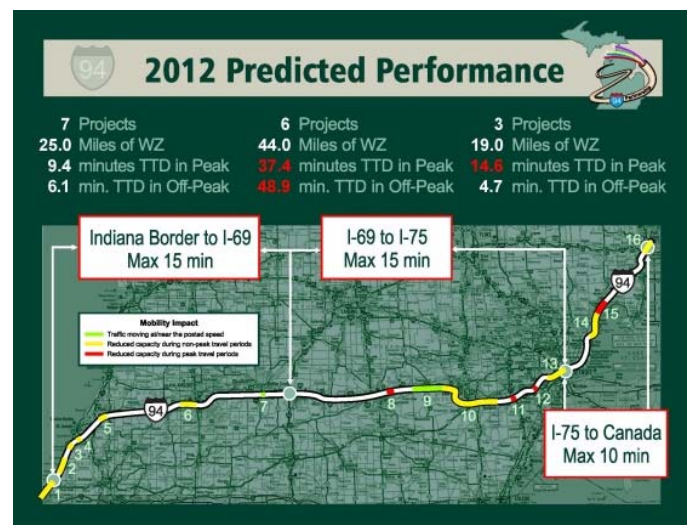 94
2012 Predicted Performance
94
7 Projects
25.0 Miles of WZ
9.4 minutes TTD in Peak
6.1 min. TTD in Off-Peak
6 Projects
44.0 Miles of WZ
37.4 minutes TTD in Peak
48.9 min. TTD in Off-Peak
3 Projects
19.0 Miles of WZ
14.6 minutes TTD in Peak
4.7 min. TTD in Off-Peak
Indiana Border to I-69
Max 15 min
I-69 to I-75
Max 15 min
16
94
Mobility Impact
Traffic moving at/near the posted speed
Reduced capacity during non-peak travel periods
Reduced capacity during peak travel periods
14
15
13
12
11
10
9
8
7
6
94
5
4
3
2
1
I-75 to Canada
Max 10 min